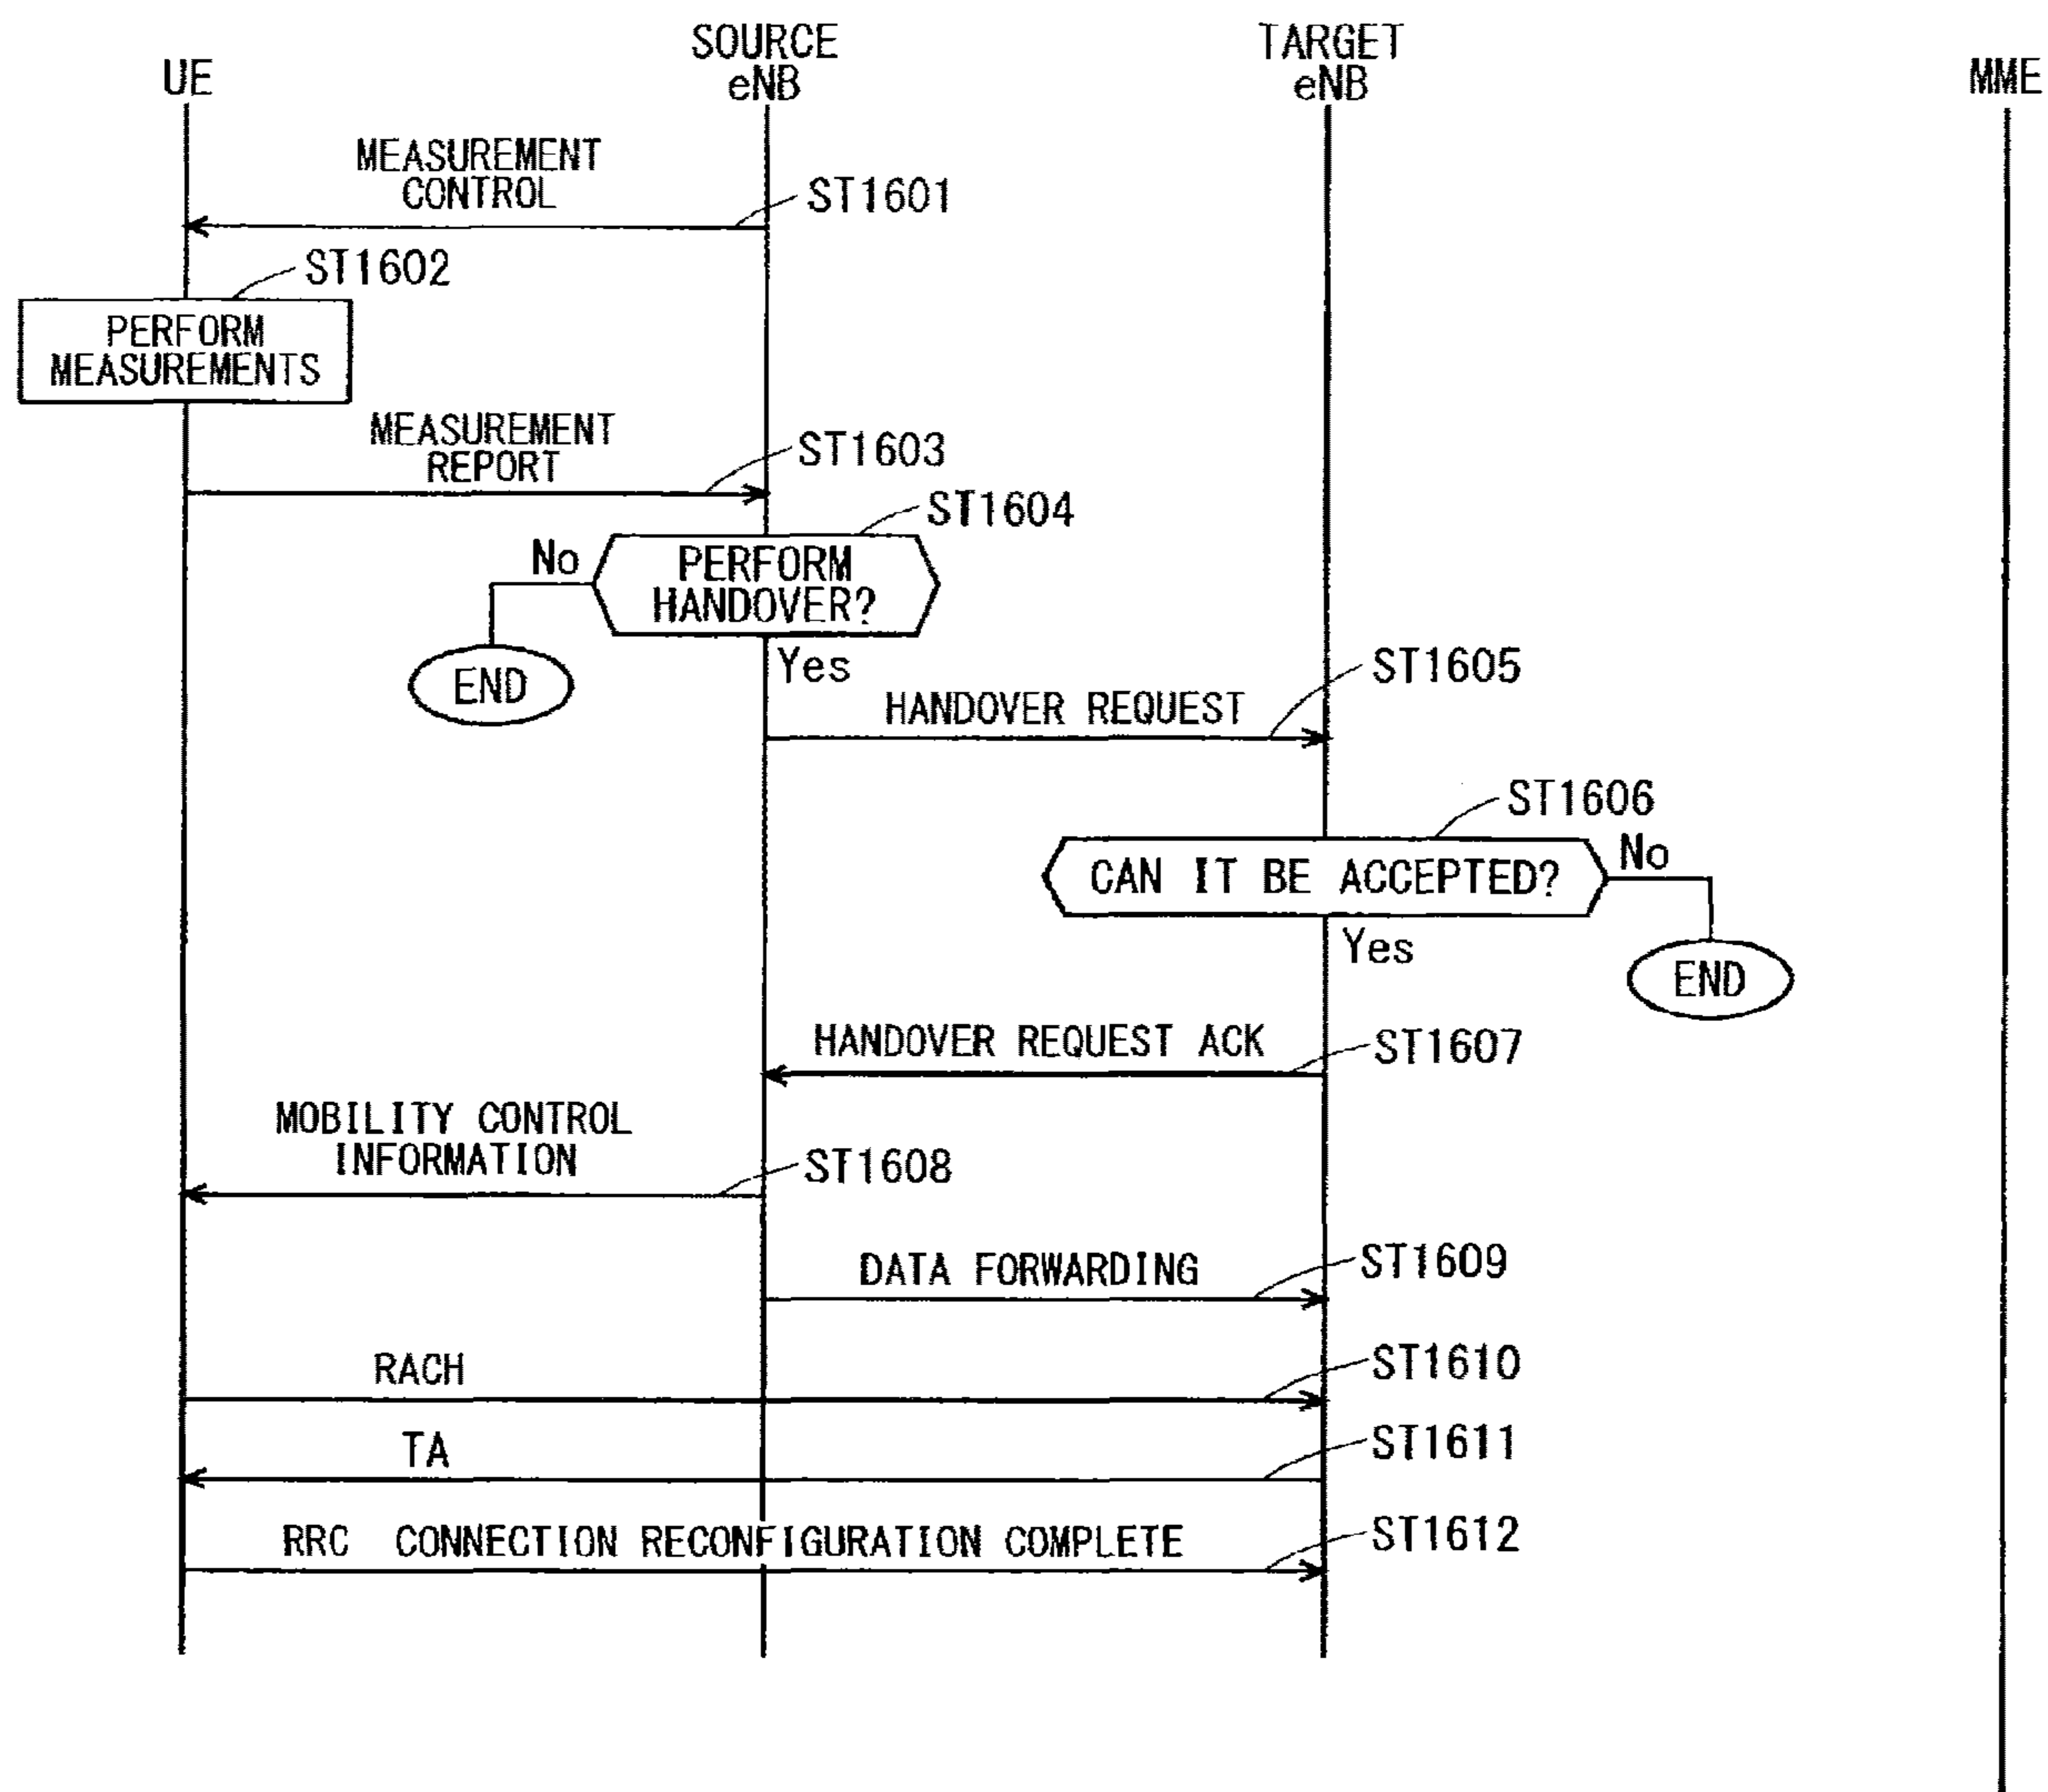 UE
SOURCE
eNB
TARGET
eNB
MME
MEASUREMENT
CONTROL
ST1601
ST1602
PERFORM
MEASUREMENTS
MEASUREMENT
REPORT
ST1603
ST1604
No
PERFORM
HANDOVER?
END
Yes
HANDOVER REQUEST
ST1605
ST1606
CAN IT BE ACCEPTED?
No
Yes
END
HANDOVER REQUEST ACK
ST1607
MOBILITY CONTROL
INFORMATION
ST1608
DATA FORWARDING
ST1609
RACH
ST1610
TA
ST1611
RRC CONNECTION RECONFIGURATION COMPLETE
ST1612